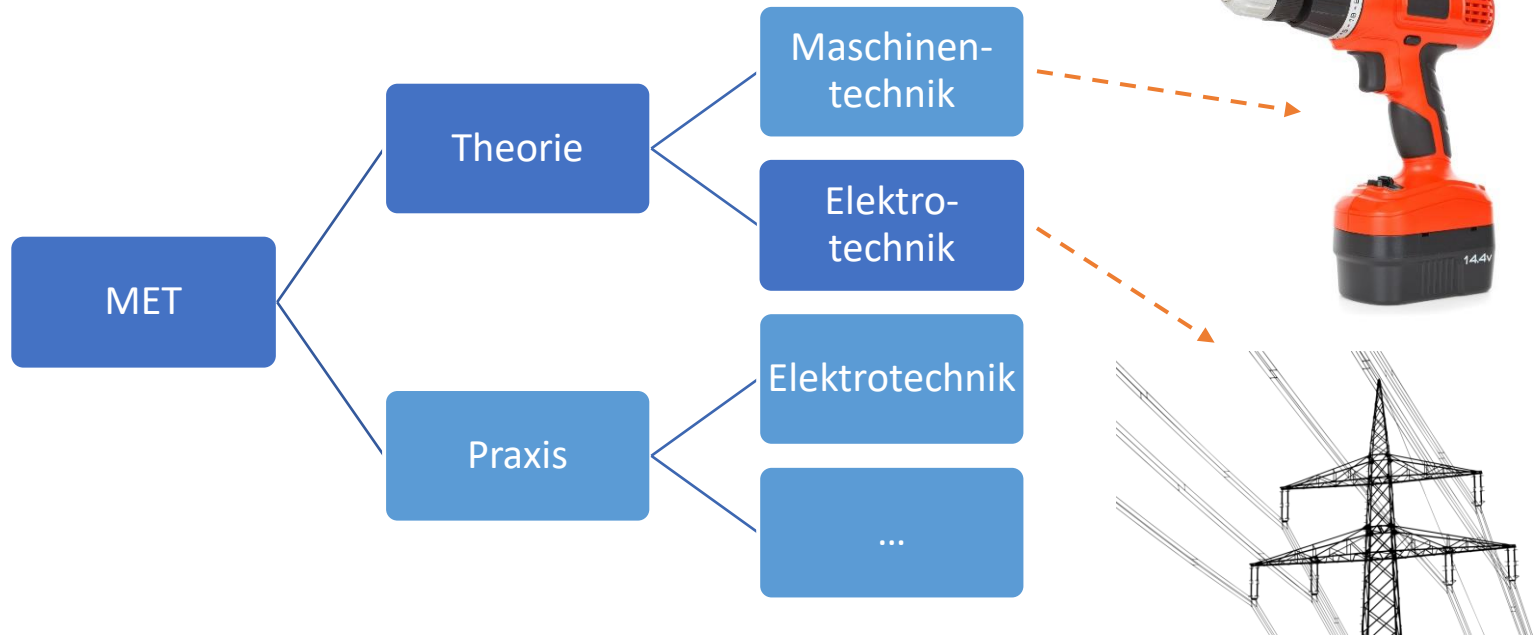 Maschinen-
technik
Theorie
Elektro-
technik
MET
Elektrotechnik
Praxis
...
14.4v